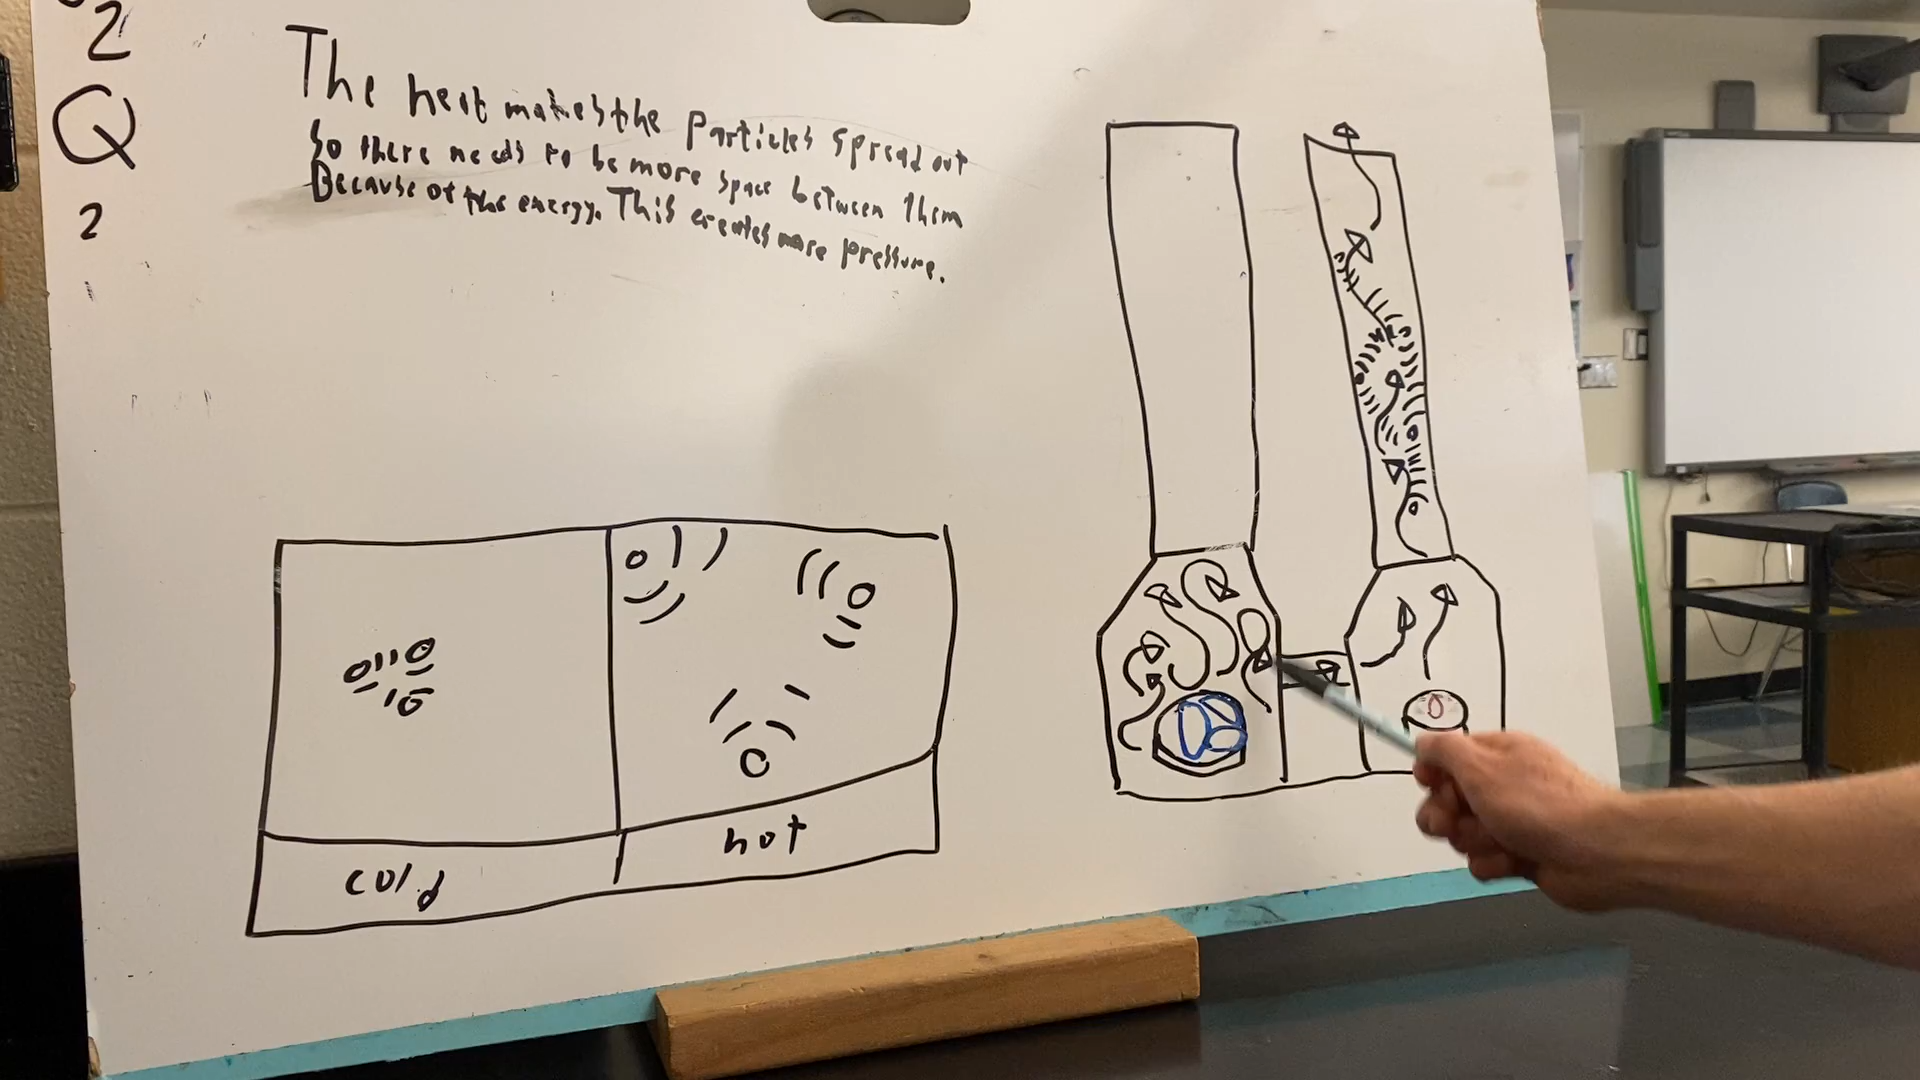 2
Q
2
The heat makes the Particles spread out
So there needs to be more space between them
Because of the energy. This creates more pressure.
cold
hot